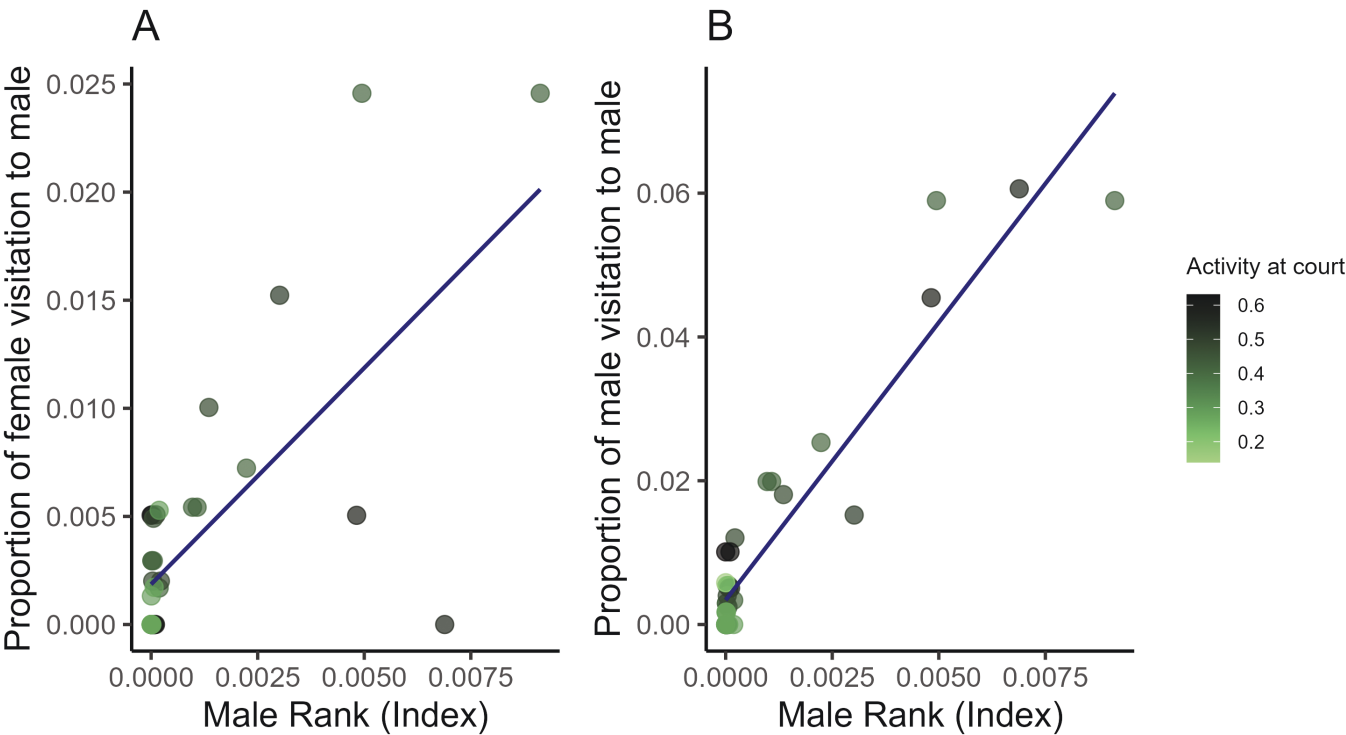 A
Proportion of female visitation to male
0.025
0.020
0.015
0.010
0.005
0.000
0.0000 0.0025 0.0050 0.0075
Male Rank (Index)
B
Proportion of male visitation to male
0.06
0.04
0.02
0.00
0.0000 0.0025 0.0050 0.0075
Male Rank (Index)
Activity at court
0.6
0.5
0.4
0.3
0.2